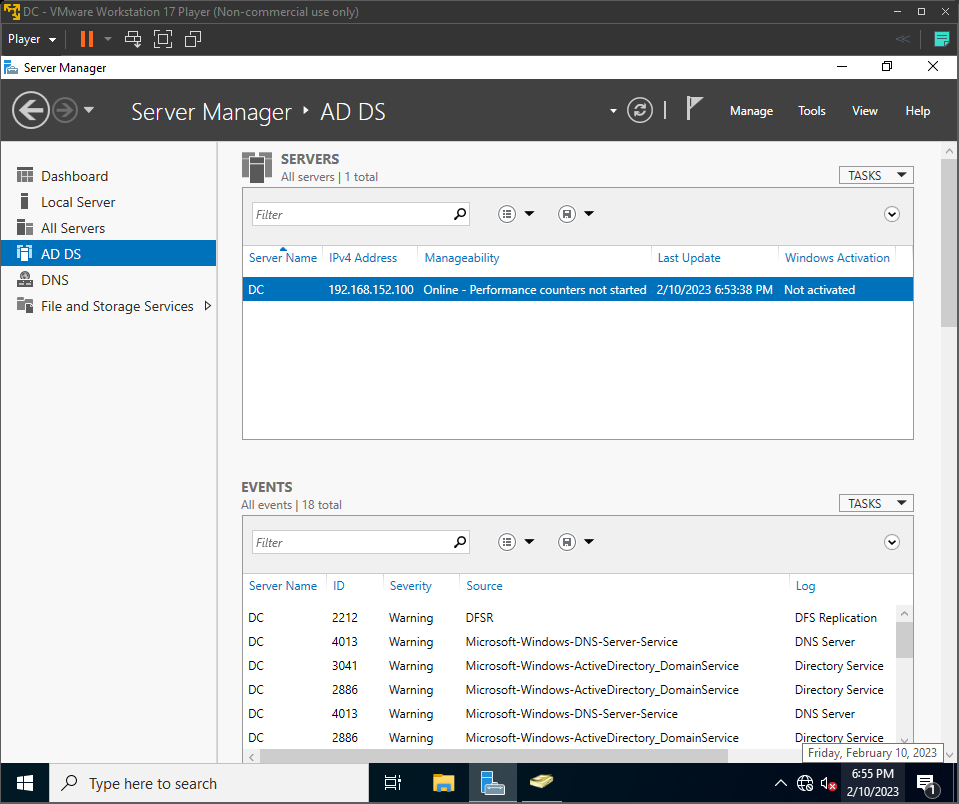 DC - VMware Workstation 17 Player (Non-commercial use only)
Player
Server Manager
Server Manager AD DS
Manage Tools View Help
Dashboard
Local Server
All Servers
AD DS
DNS
File and Storage Services
SERVERS
All servers | 1 total
TASKS
Filter
Server Name IPv4 Address Manageability Last Update Windows Activation
DC 192.168.152.100 Online - Performance counters not started 2/10/2023 6:53:38 PM Not activated
EVENTS
All events | 18 total
TASKS
Filter
Server Name ID Severity Source Log
DC 2212 Warning DFSR DFS Replication
DC 4013 Warning Microsoft-Windows-DNS-Server-Service DNS Server
DC 3041 Warning Microsoft-Windows-ActiveDirectory_DomainService Directory Service
DC 2886 Warning Microsoft-Windows-ActiveDirectory_DomainService Directory Service
DC 4013 Warning Microsoft-Windows-DNS-Server-Service DNS Server
DC 2886 Warning Microsoft-Windows-ActiveDirectory_DomainService Directory Service
Friday, February 10, 2023
Type here to search
6:55 PM
2/10/2023
1